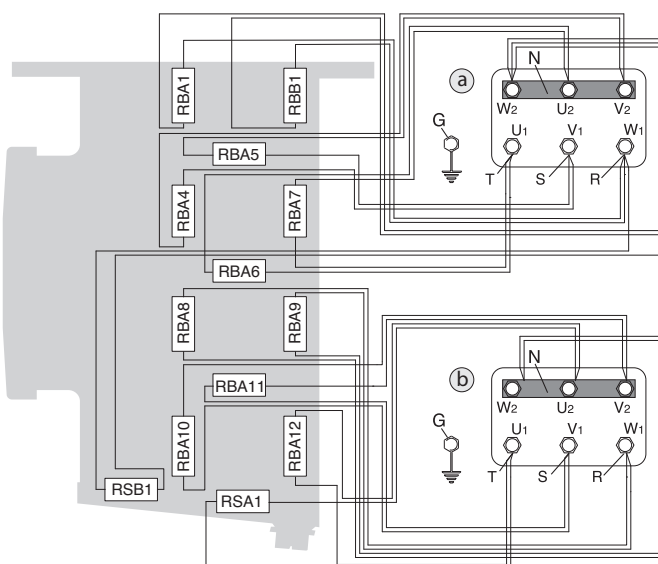 RBA1
RBB1
RBA5
RBA4
RBA7
RBA6
RBA8
RBA9
RBA11
RBA10
RBA12
RSB1
RSA1
a
N
W2 U2 V2
G
U1 V1 W1
T S R
b
N
W2 U2 V2
G
U1 V1 W1
T S R